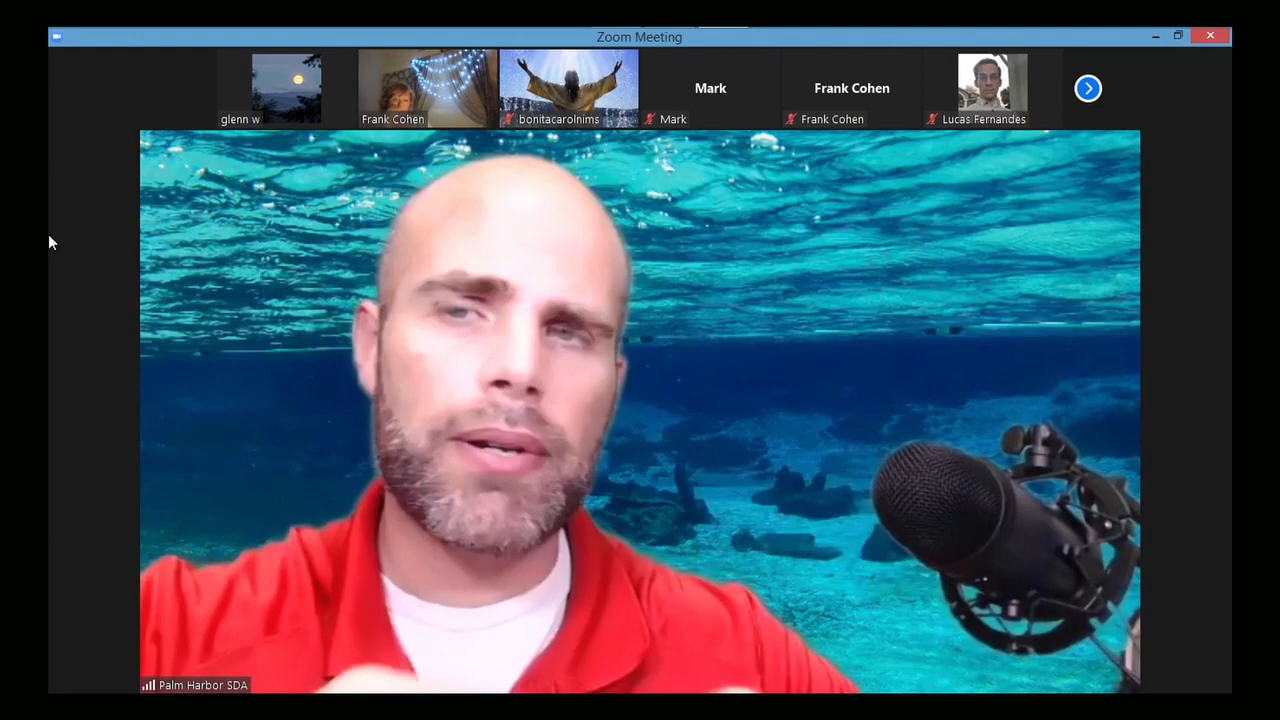 Zoom Meeting
glenn w
Frank Cohen
bonitacarolnims
Mark
Mark
Frank Cohen
Frank Cohen
Lucas Fernandes
Palm Harbor SDA